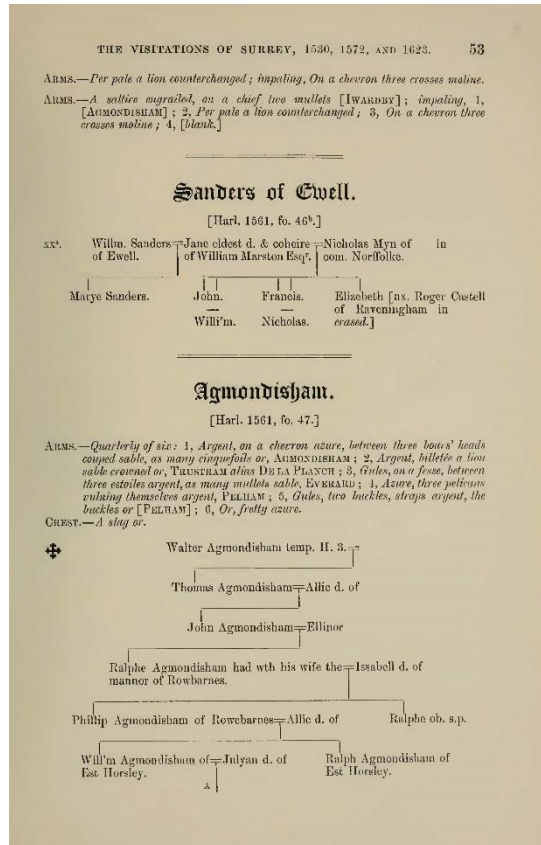 THE VISITATIONS OF SURREY, 1530, 1572, AND 1623. 53
ARMS.—Per pale a lion counterchanged; impaling, On a chevron three crosses moline.
ARMS.—A saltire engrailed, on a chief two mullets [IWARDBY]; impaling, 1,
[AGMONDISHAM]; 2, Per pale a lion counterchanged; 3, On a chevron three
crosses moline; 4, [blank.]
Sanders of Ewell.
[Harl. 1561, fo. 46b.]
xxs. Willm. Sanders Jane eldest d. & coheire Nicholas Myn of in
of Ewell. of William Marston Esqr. com. Norffolke.
Marye Sanders. John. Francis. Elizebeth [ux. Roger Castell
of Raveningham in
Willi'm. Nicholas. erased.]
Agmondisham.
[Harl. 1561, fo. 47.]
ARMS.—Quarterly of six: 1, Argent, on a chevron azure, between three boars' heads
couped sable, as many cinquefoils or, AGMONDISHAM; 2, Argent, billetée a lion
sable crowned or, TRUSTRAM alias DE LA PLANCH; 3, Gules, on a fesse, between
three estoiles argent, as many mullets sable, EVERARD; 4, Azure, three pelicans
vulning themselves argent, PELHAM; 5, Gules, two buckles, straps argent, the
buckles or [PELHAM]; 6, Or, fretty azure.
CREST.—A stag or.
Walter Agmondisham temp. H. 3.
Thomas Agmondisham Allic d. of
John Agmondisham Ellinor
Ralphe Agmondisham had wth his wife the Issabell d. of
mannor of Rowbarnes.
Phillip Agmondisham of Rowebarnes Allic d. of Ralphe ob. s.p.
Will'm Agmondisham of Julyan d. of Ralph Agmondisham of
Est Horsley. Est Horsley.
A